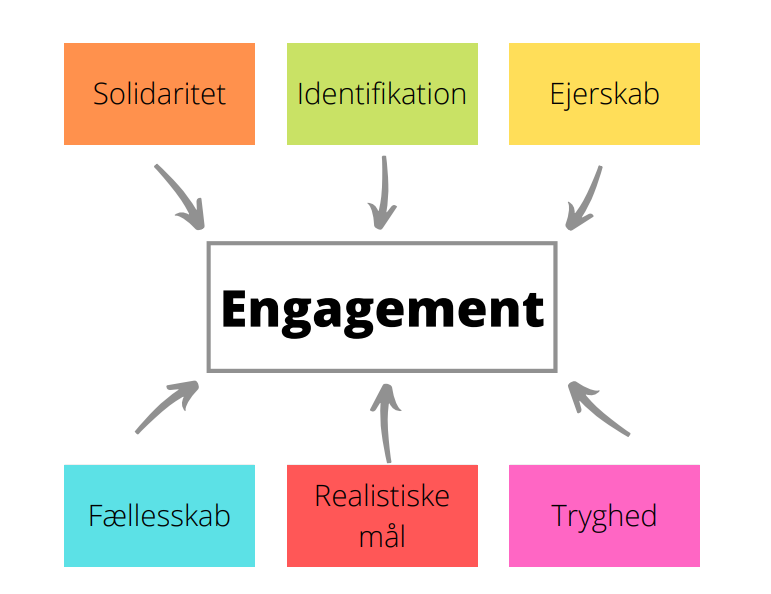 Solidaritet
Identifikation
Ejerskab
Engagement
Fællesskab
Realistiske
mål
Tryghed